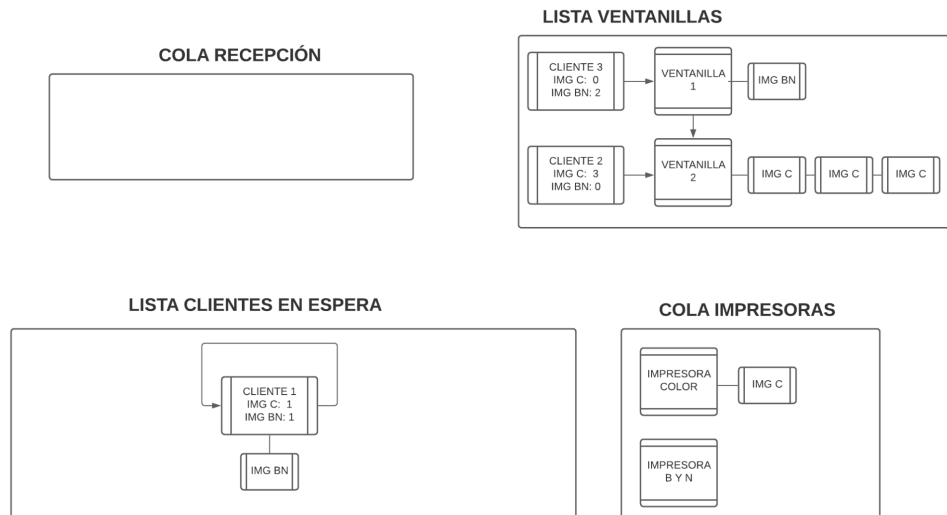 LISTA VENTANILLAS
COLA RECEPCIÓN
CLIENTE 3
IMG C: 0
IMG BN: 2
VENTANILLA
1
IMG BN
CLIENTE 2
IMG C: 3
IMG BN: 0
VENTANILLA
2
IMG C
IMG C
IMG C
LISTA CLIENTES EN ESPERA
CLIENTE 1
IMG C: 1
IMG BN: 1
IMG BN
COLA IMPRESORAS
IMPRESORA
COLOR
IMG C
IMPRESORA
B Y N